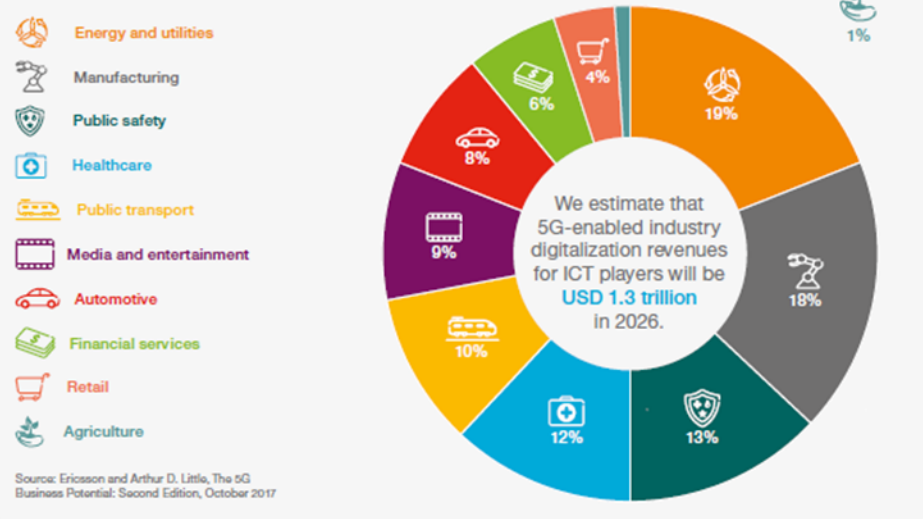 Energy and utilities
Manufacturing
Public safety
Healthcare
Public transport
Media and entertainment
Automotive
Financial services
Retail
Agriculture
Source: Ericsson and Arthur D. Little, The 5G
Business Potential: Second Edition, October 2017
1%
19%
18%
13%
12%
10%
9%
8%
6%
4%
We estimate that
5G-enabled industry
digitalization revenues
for ICT players will be
USD 1.3 trillion
in 2026.